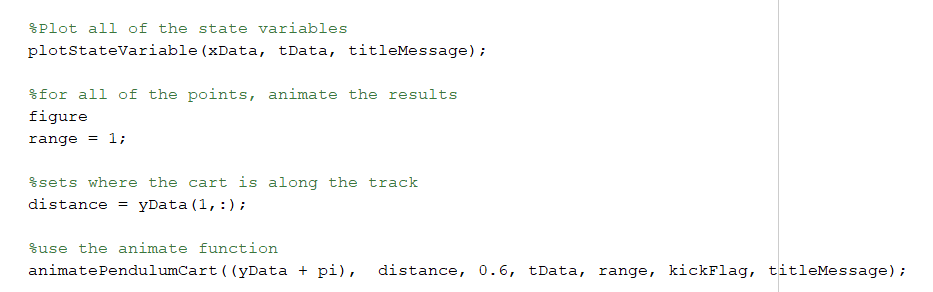 %Plot all of the state variables
plotStateVariable(xData, tData, titleMessage);
%for all of the points, animate the results
figure
range = 1;
%sets where the cart is along the track
distance = yData(1,:);
%use the animate function
animatePendulumCart((yData + pi),  distance, 0.6, tData, range, kickFlag, titleMessage);